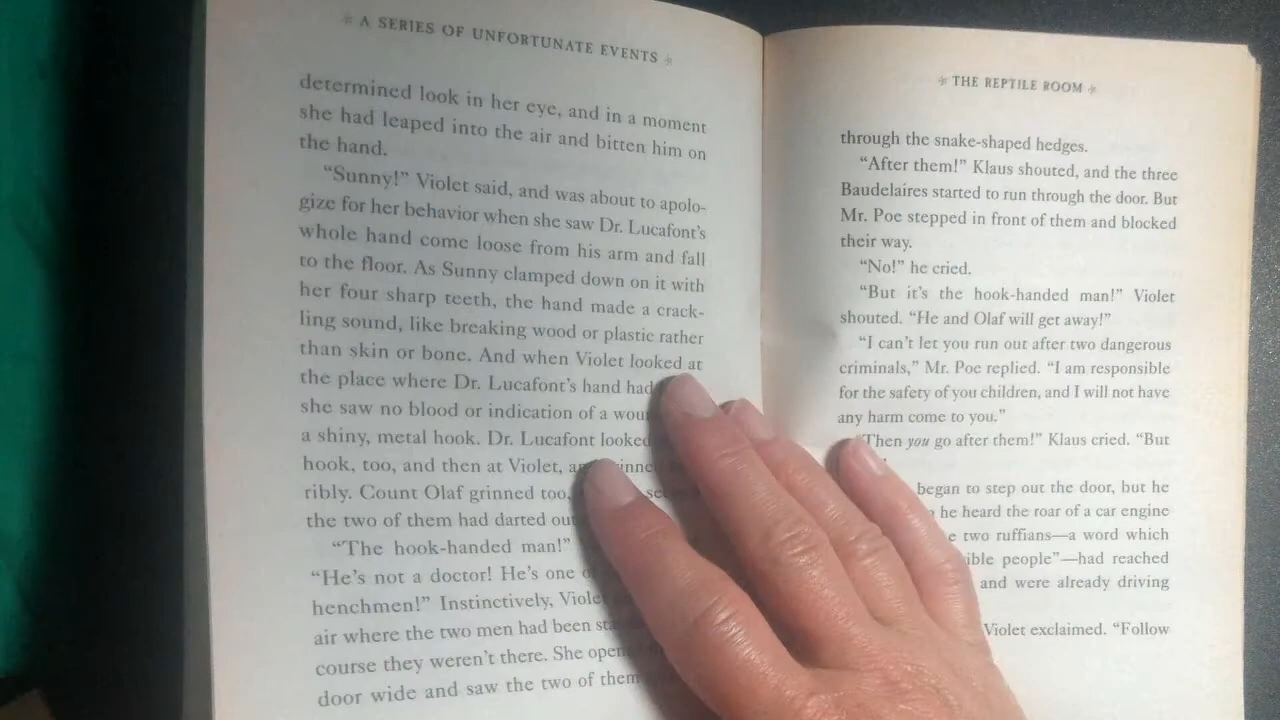 A SERIES OF UNFORTUNATE EVENTS
determined look in her eye, and in a moment
she had leaped into the air and bitten him on
the hand.
“Sunny!” Violet said, and was about to apolo-
gize for her behavior when she saw Dr. Lucafont’s
whole hand come loose from his arm and fall
to the floor. As Sunny clamped down on it with
her four sharp teeth, the hand made a crack-
ling sound, like breaking wood or plastic rather
than skin or bone. And when Violet looked at
the place where Dr. Lucafont’s hand had
she saw no blood or indication of a
a shiny, metal hook. Dr. Lucafont looked
hook, too, and then at Violet,
ribly. Count Olaf grinned too,
the two of them had darted out
“The hook-handed man!”
“He’s not a doctor! He’s one
henchmen!” Instinctively,
air where the two men had been
course they weren’t there. She
door wide and saw the two of them
THE REPTILE ROOM
through the snake-shaped hedges.
“After them!” Klaus shouted, and the three
Baudelaires started to run through the door. But
Mr. Poe stepped in front of them and blocked
their way.
“No!” he cried.
“But it’s the hook-handed man!” Violet
shouted. “He and Olaf will get away!”
“I can’t let you run out after two dangerous
criminals,” Mr. Poe replied. “I am responsible
for the safety of you children, and I will not have
any harm come to you.”
“Then you go after them!” Klaus cried. “But
began to step out the door, but he
he heard the roar of a car engine
two ruffians—a word which
people”—had reached
and were already driving
Violet exclaimed. “Follow